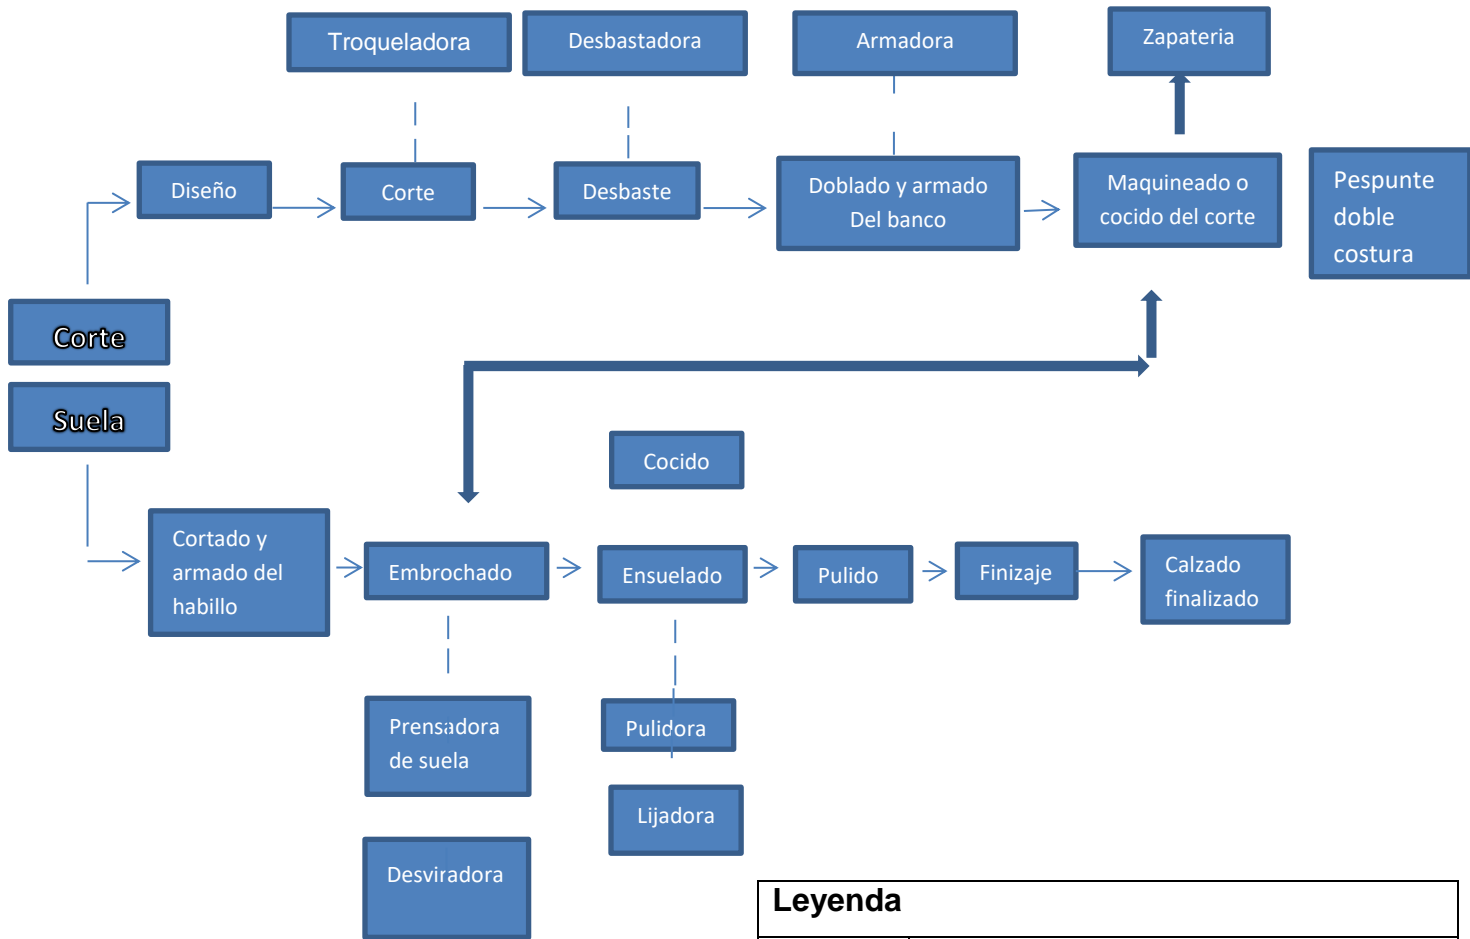 Troqueladora
Desbastadora
Armadora
Zapateria
Diseño
Corte
Desbaste
Doblado y armado
Del banco
Maquineado o
cocido del corte
Pespunte
doble
costura
Corte
Suela
Cocido
Cortado y
armado del
habillo
Embrochado
Ensuelado
Pulido
Finizaje
Calzado
finalizado
Prensadora
de suela
Pulidora
Lijadora
Desviradora
Leyenda